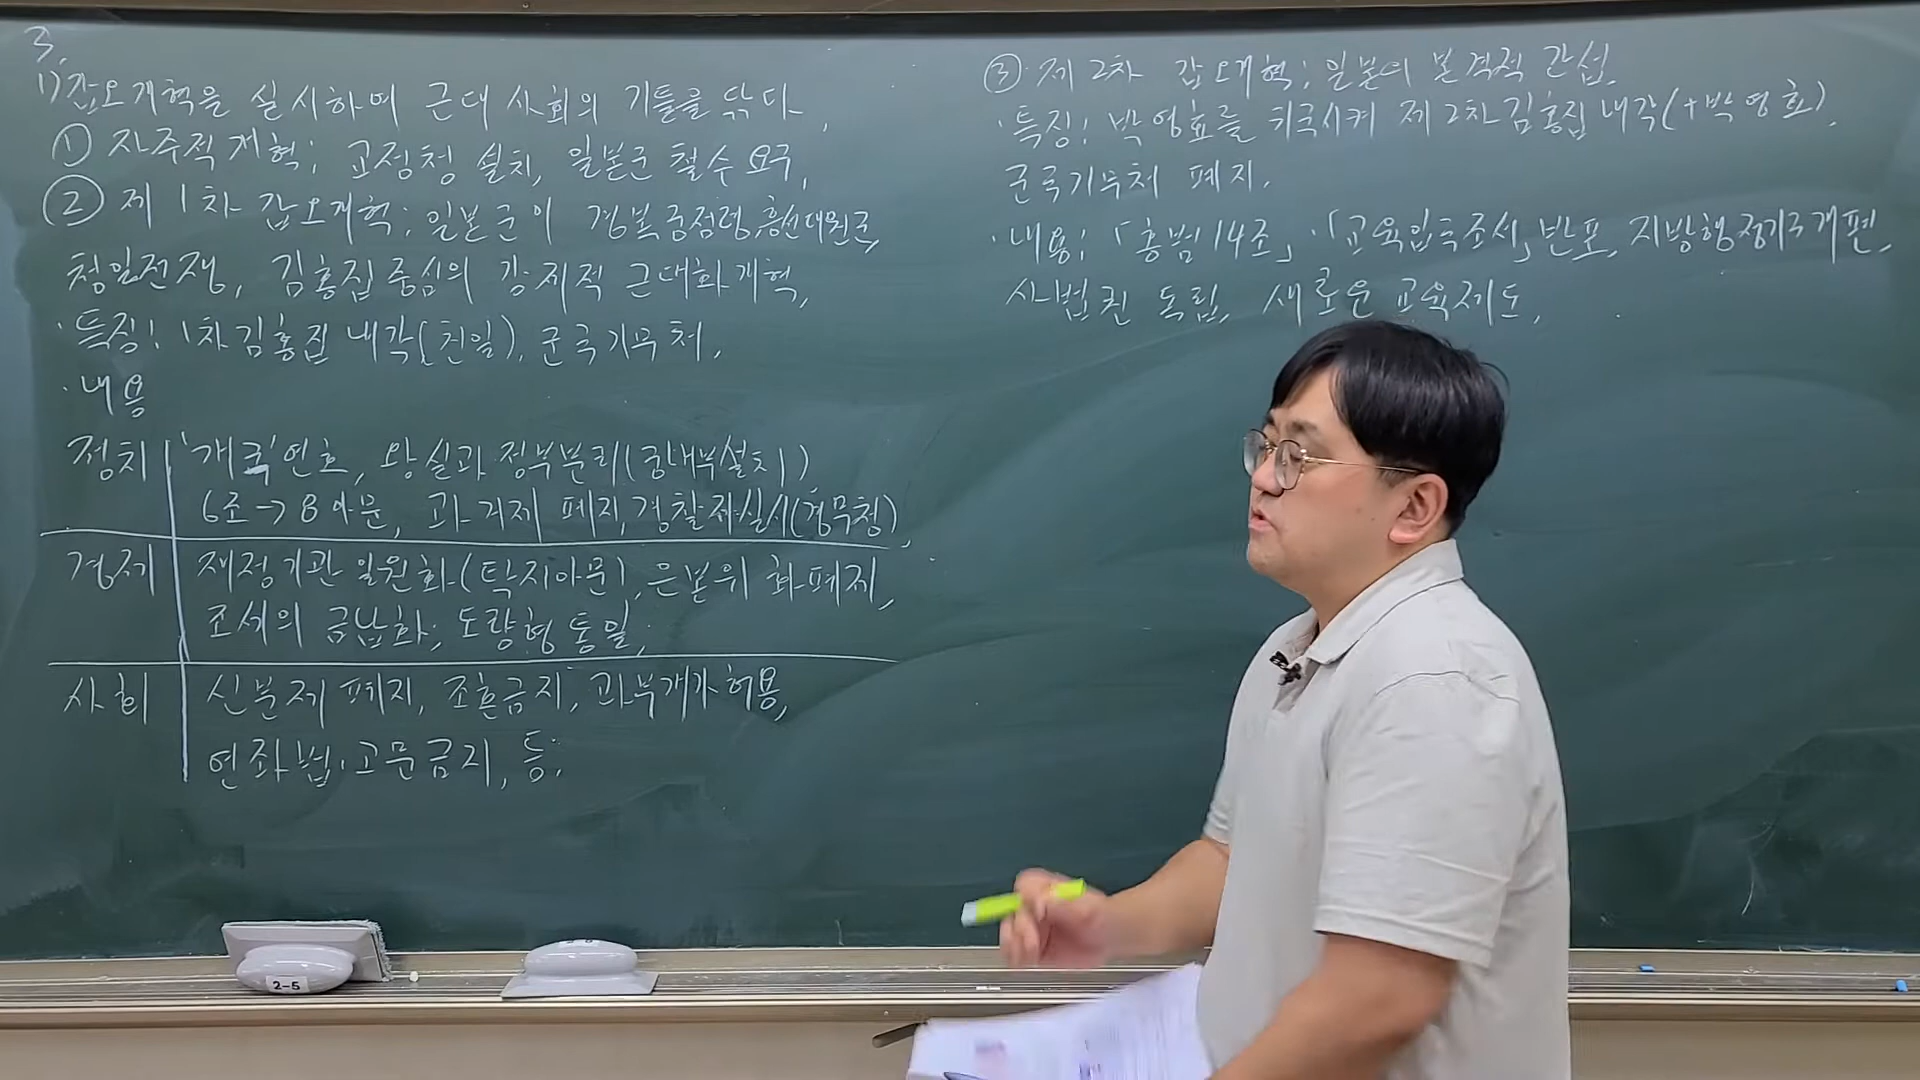 3.
1) 갑오개혁을 실시하여 근대 사회의 기틀을 닦다.
① 자주적 개혁; 교정청 설치, 일본군 철수 요구.
② 제 1차 갑오개혁; 일본군이 경복궁점령, 흥선대원군,
청일전쟁, 김홍집 중심의 강제적 근대화 개혁.
· 특징: 1차 김홍집 내각(친일), 군국기무처.
· 내용
정치 '개국' 연호, 왕실과 정부분리(궁내부설치)
6조→8아문, 과거제 폐지, 경찰제실시(경무청),
경제 재정기관 일원화(탁지아문), 은본위 화폐제,
조세의 금납화, 도량형 통일,
사회 신분제 폐지, 조혼금지, 과부개가 허용,
연좌법·고문금지, 등.
③ 제 2차 갑오개혁; 일본의 본격적 간섭.
· 특징: 박영효를 귀국시켜 제2차 김홍집 내각(+박영효).
군국기무처 폐지.
· 내용: 「홍범 14조」·「교육입국조서」 반포, 지방행정기구개편,
사법권 독립, 새로운 교육제도,
2-5